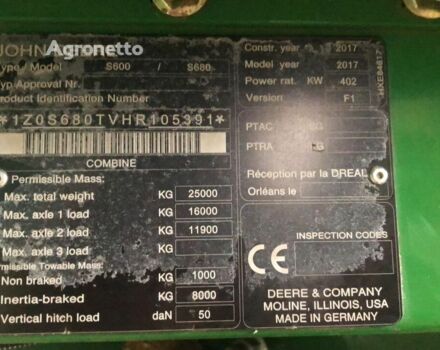 Agronetto
JOHN
Type / Model S600 / S680
Typ Approval Nr.
Product Identification Number
*1Z0S680TVHR105391*
COMBINE
Permissible Mass:
Max. total weight KG 25000
Max. axle 1 load KG 16000
Max. axle 2 load KG 11900
Max. axle 3 load KG
missible Towable Mass:
Non braked KG 1000
Inertia-braked KG 8000
Vertical hitch load daN 50
Constr. year 2017
Model year 2017
Power rat. KW 402
Version F1
PTAC KG
PTRA KG
Réception par la DREAL
Orléans le
INSPECTION CODES
CE
DEERE & COMPANY
MOLINE, ILLINOIS, USA
MADE IN GERMANY